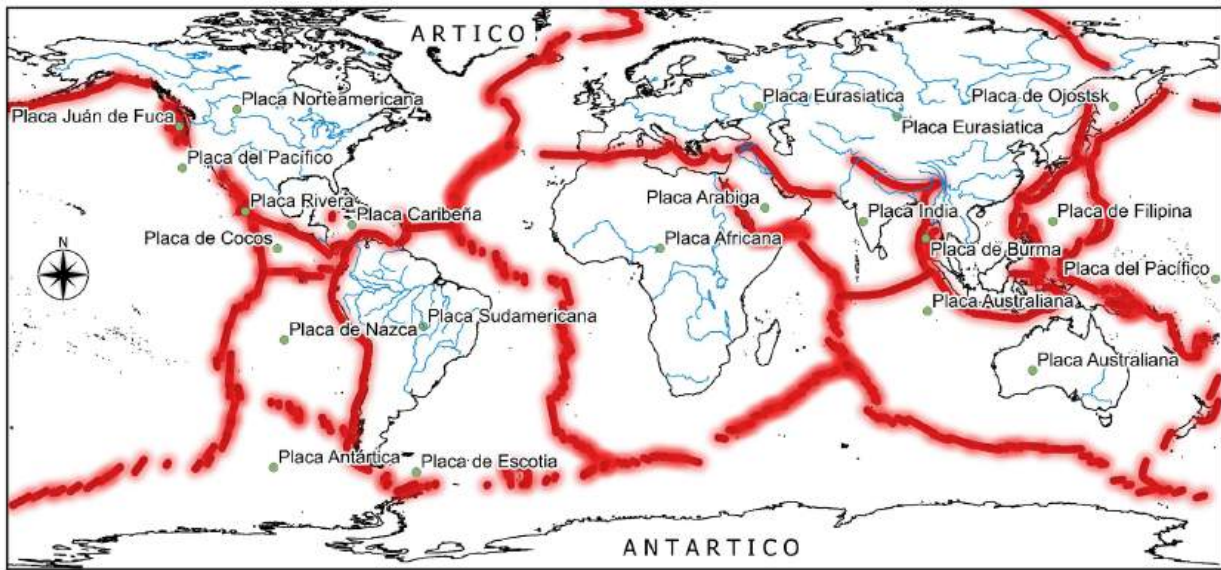 ARTICO
Placa Norteamericana
Placa Eurasiatica
Placa de Ojostsk
Placa Juán de Fuca
Placa Eurasiatica
Placa del Pacífico
Placa Rivera
Placa Caribeña
Placa Arabiga
Placa India
Placa de Filipina
Placa de Cocos
Placa Africana
Placa de Burma
N
Placa del Pacífico
Placa Australiana
Placa de Nazca
Placa Sudamericana
Placa Australiana
Placa Antártica
Placa de Escotia
ANTARTICO